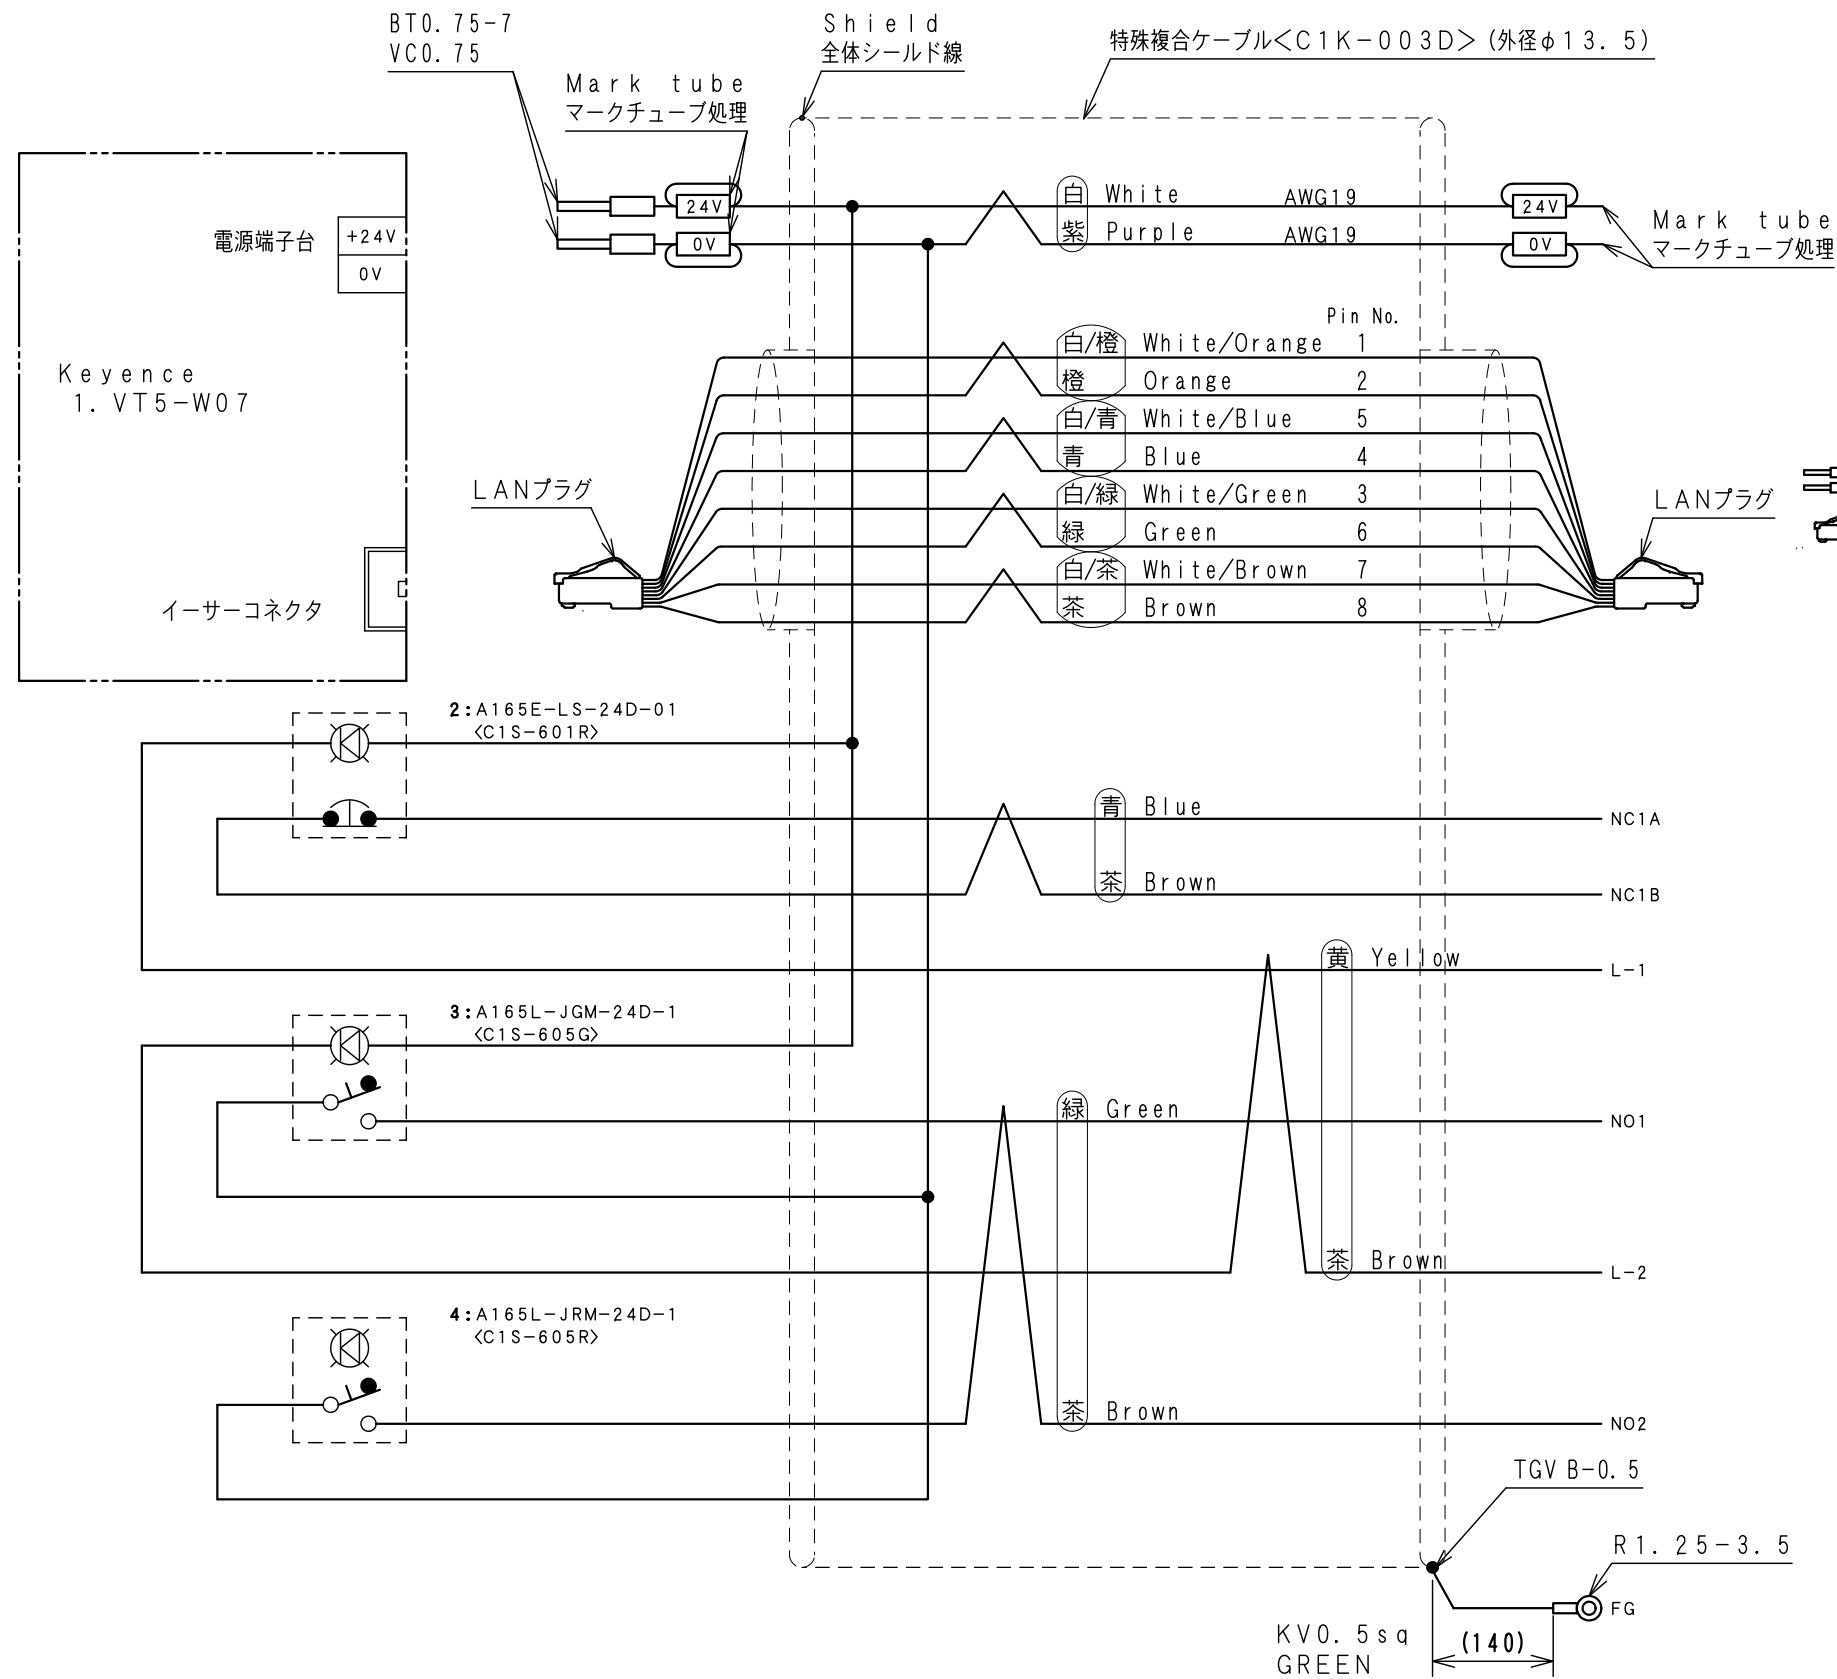 BT0.75-7
VC0.75
Mark tube
マークチューブ処理
Shield
全体シールド線
特殊複合ケーブル<C1K-003D>(外径φ13.5)
電源端子台
+24V
0V
24V
0V
白 White AWG19
紫 Purple AWG19
24V
0V
Mark tube
マークチューブ処理
Keyence
1.VT5-W07
イーサーコネクタ
LANプラグ
Pin No.
白/橙 White/Orange 1
橙 Orange 2
白/青 White/Blue 5
青 Blue 4
白/緑 White/Green 3
緑 Green 6
白/茶 White/Brown 7
茶 Brown 8
LANプラグ
2:A165E-LS-24D-01
<C1S-601R>
青 Blue NC1A
茶 Brown NC1B
黄 Yellow L-1
3:A165L-JGM-24D-1
<C1S-605G>
緑 Green NO1
茶 Brown L-2
4:A165L-JRM-24D-1
<C1S-605R>
茶 Brown NO2
TGV B-0.5
R1.25-3.5
FG
KV0.5sq
GREEN
(140)